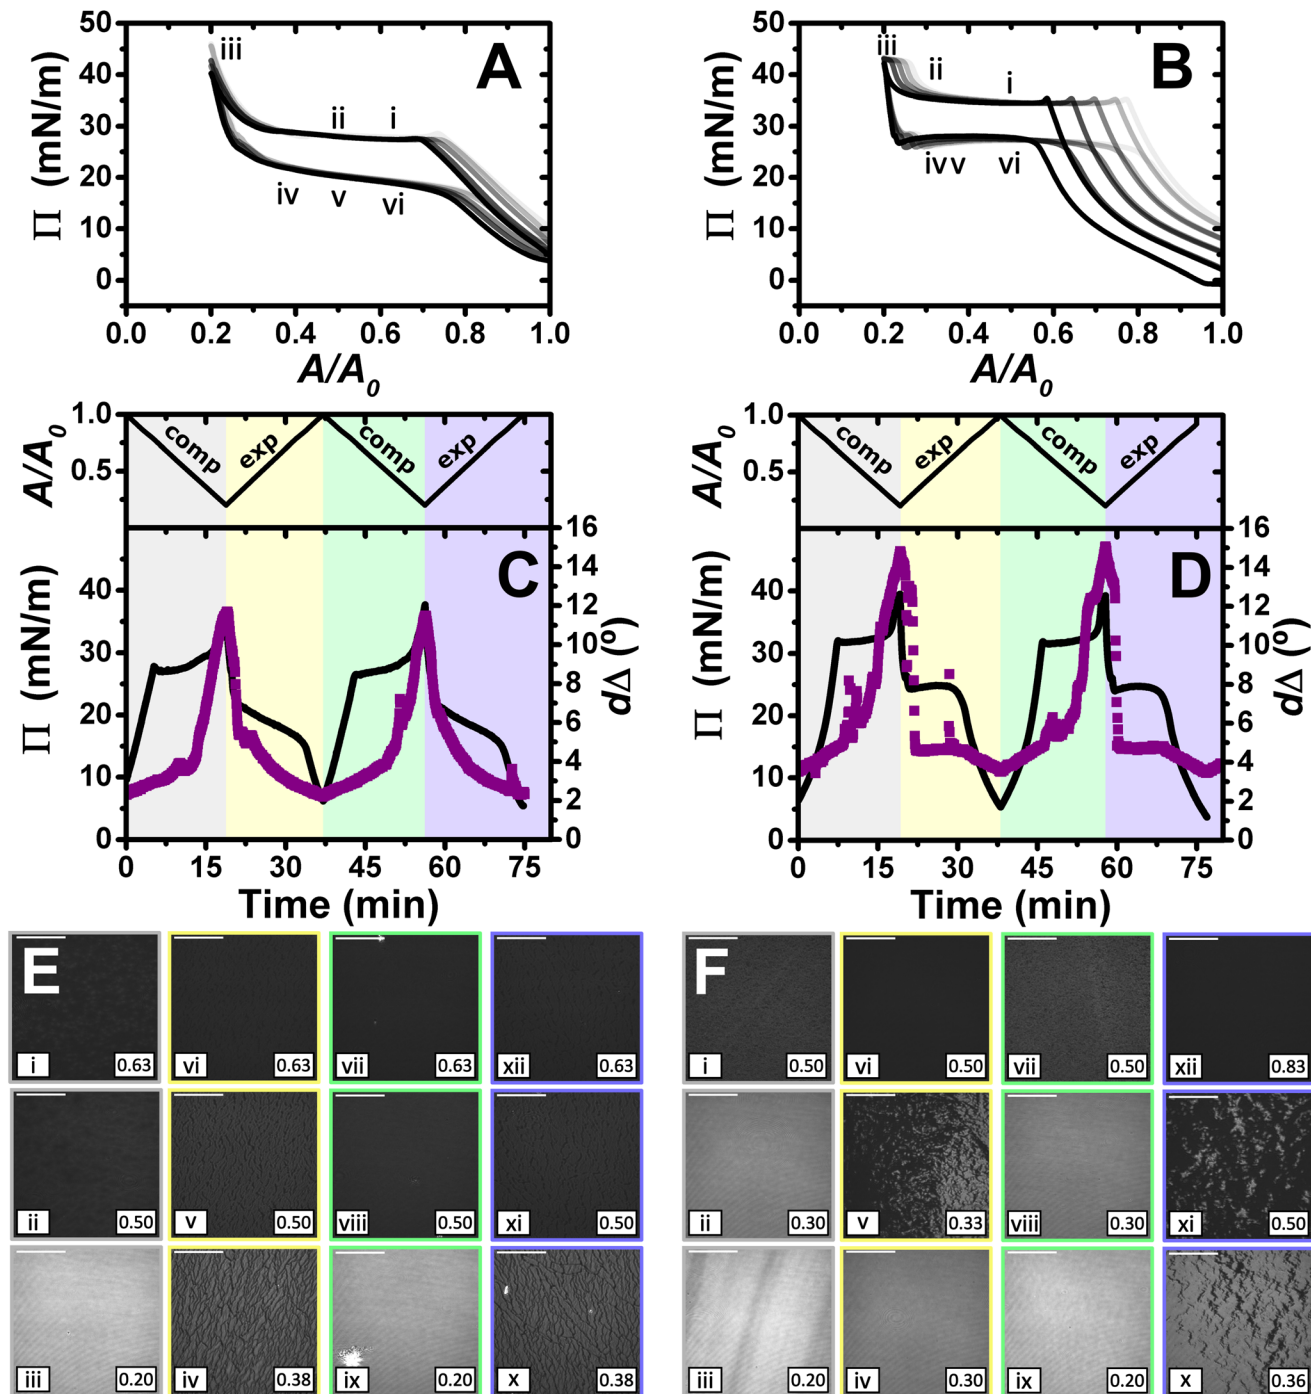 A
50
40
30
20
10
0
Π (mN/m)
iii
ii
i
iv
v
vi
0.0
0.2
0.4
0.6
0.8
1.0
A/A0
B
50
40
30
20
10
0
Π (mN/m)
iii
ii
i
iv
v
vi
0.0
0.2
0.4
0.6
0.8
1.0
A/A0
A/A0
1.0
0.5
comp
exp
comp
exp
C
Π (mN/m)
40
30
20
10
0
16
14
12
10
8
6
4
2
0
dΔ (º)
0
15
30
45
60
75
Time (min)
A/A0
1.0
0.5
comp
exp
comp
exp
D
Π (mN/m)
40
30
20
10
0
16
14
12
10
8
6
4
2
0
dΔ (º)
0
15
30
45
60
75
Time (min)
E
i 0.63
vi 0.63
vii 0.63
xii 0.63
ii 0.50
v 0.50
viii 0.50
xi 0.50
iii 0.20
iv 0.38
ix 0.20
x 0.38
F
i 0.50
vi 0.50
vii 0.50
xii 0.83
ii 0.30
v 0.33
viii 0.30
xi 0.50
iii 0.20
iv 0.30
ix 0.20
x 0.36